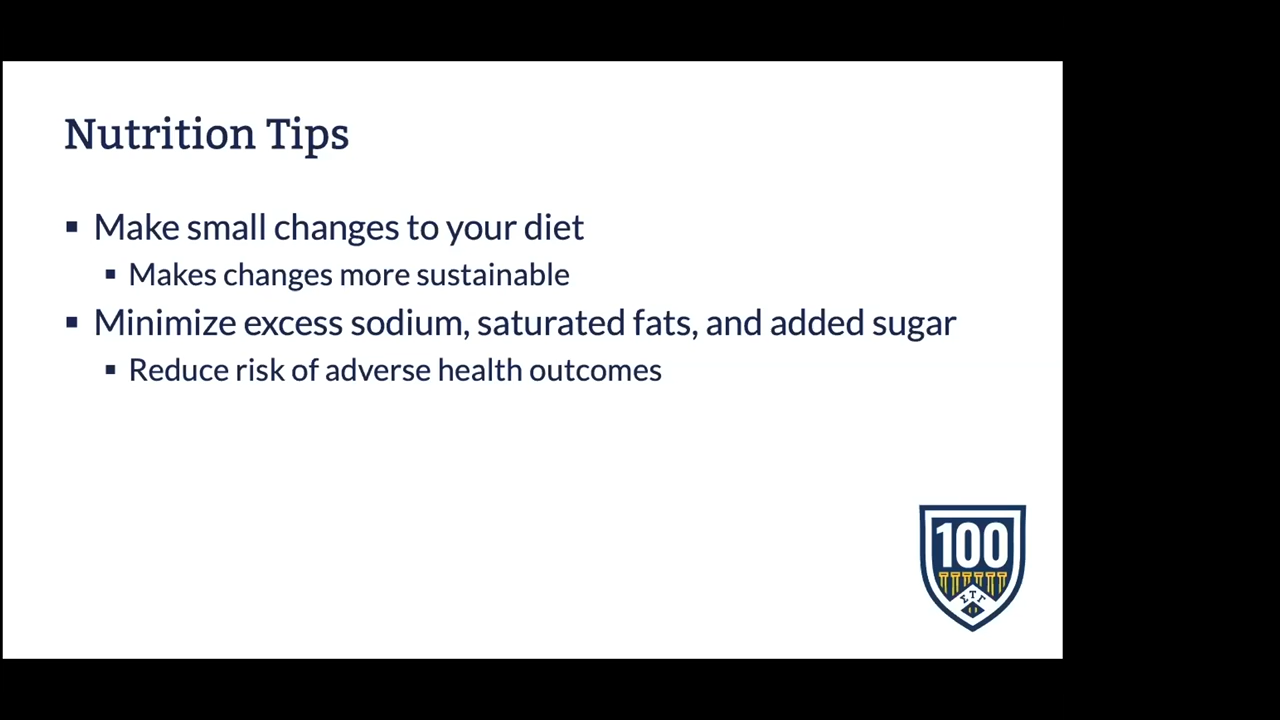 Nutrition Tips
▪ Make small changes to your diet
▪ Makes changes more sustainable
▪ Minimize excess sodium, saturated fats, and added sugar
▪ Reduce risk of adverse health outcomes
100
ΣΤΓ